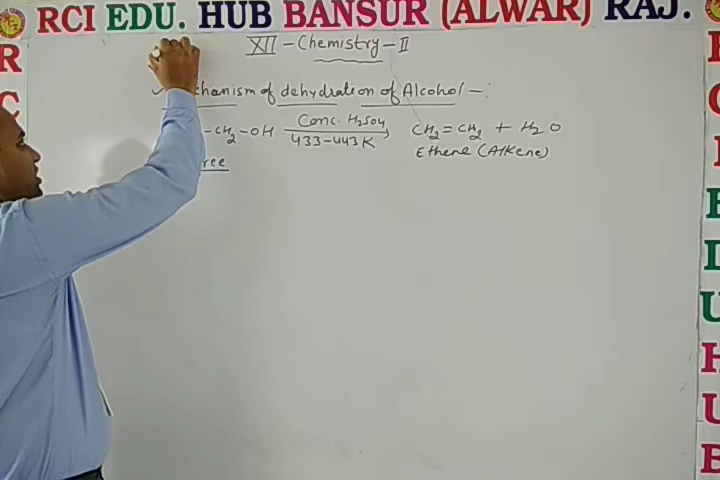 RCI EDU. HUB BANSUR (ALWAR) RAJ.
XII - Chemistry - II
chanism of dehydration of Alcohol -:
- CH2 - OH Conc. H2SO4 433-443K CH2 = CH2 + H2O
Ethene (Alkene)
ree
R
C
E
D
U
H
U
B